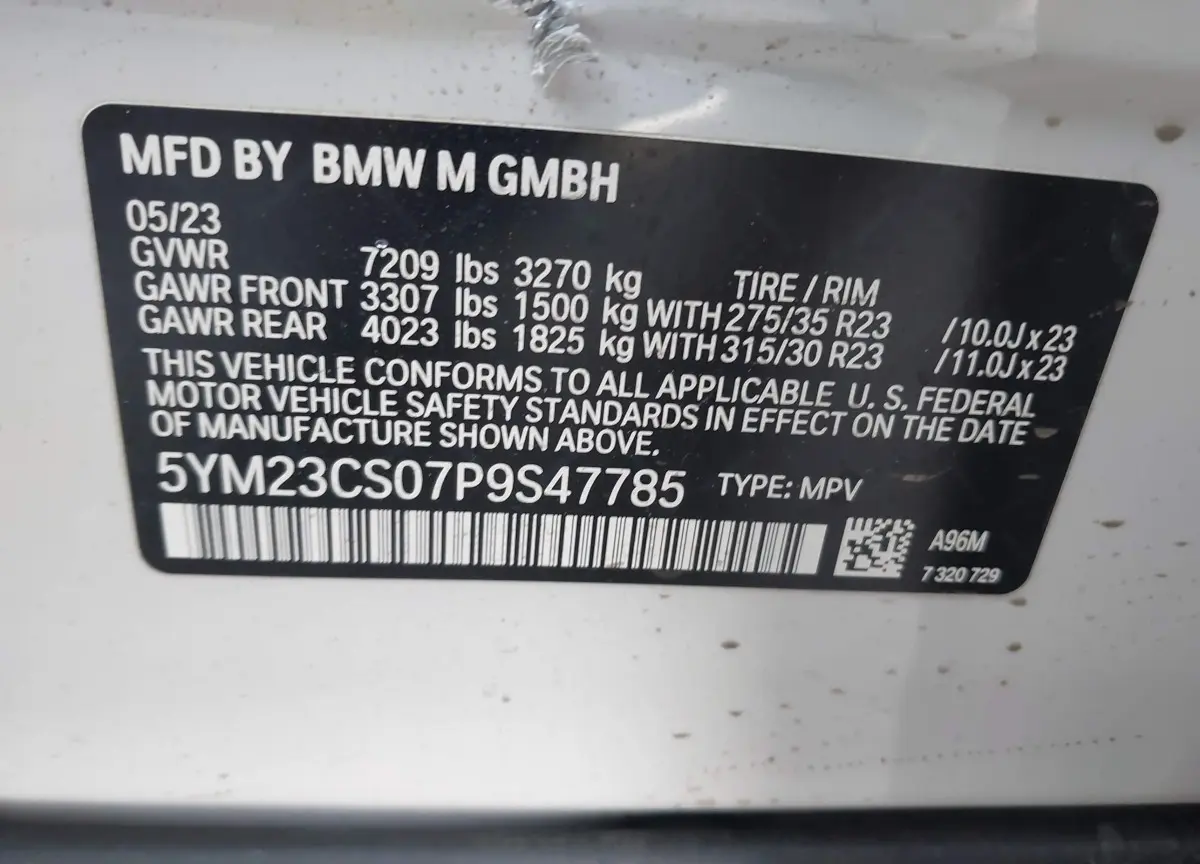 MFD BY BMW M GMBH
05/23
GVWR 7209 lbs 3270 kg TIRE / RIM
GAWR FRONT 3307 lbs 1500 kg WITH 275/35 R23 /10.0J x 23
GAWR REAR 4023 lbs 1825 kg WITH 315/30 R23 /11.0J x 23
THIS VEHICLE CONFORMS TO ALL APPLICABLE U. S. FEDERAL
MOTOR VEHICLE SAFETY STANDARDS IN EFFECT ON THE DATE
OF MANUFACTURE SHOWN ABOVE.
5YM23CS07P9S47785 TYPE: MPV
A96M
7 320 729